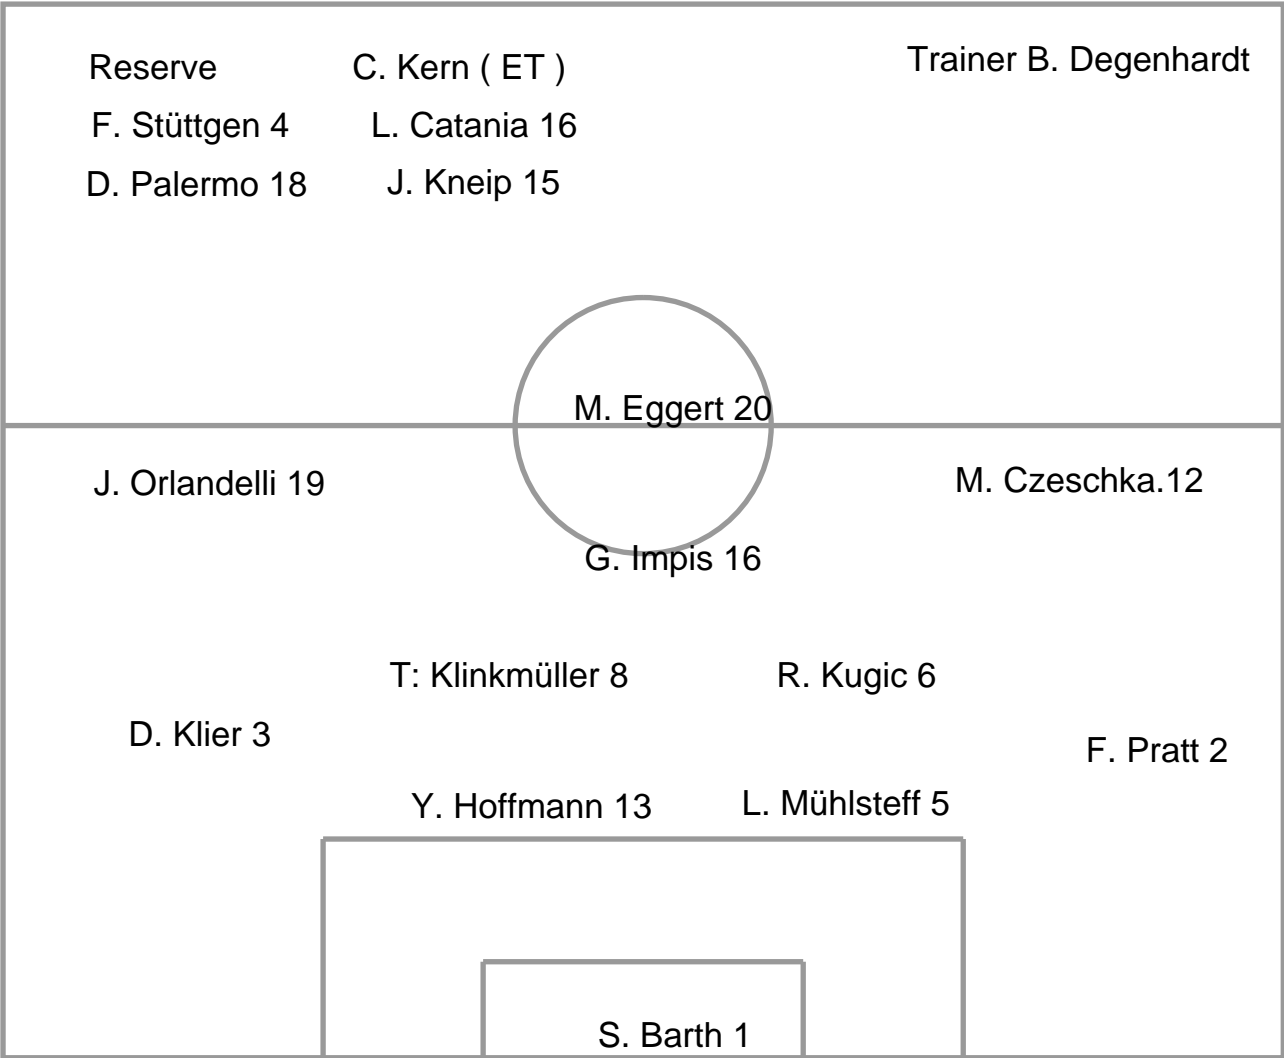 Reserve
C. Kern ( ET )
Trainer B. Degenhardt
F. Stüttgen 4
L. Catania 16
D. Palermo 18
J. Kneip 15
M. Eggert 20
J. Orlandelli 19
M. Czeschka.12
G. Impis 16
T: Klinkmüller 8
R. Kugic 6
D. Klier 3
F. Pratt 2
Y. Hoffmann 13
L. Mühlsteff 5
S. Barth 1